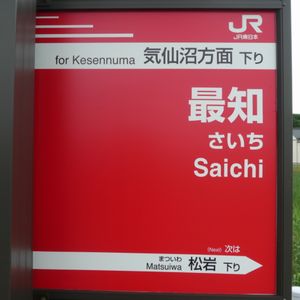 JR
JR東日本
for Kesennuma 気仙沼方面 下り
最知
さいち
Saichi
(Next) 次は
まついわ
Matsuiwa 松岩 下り